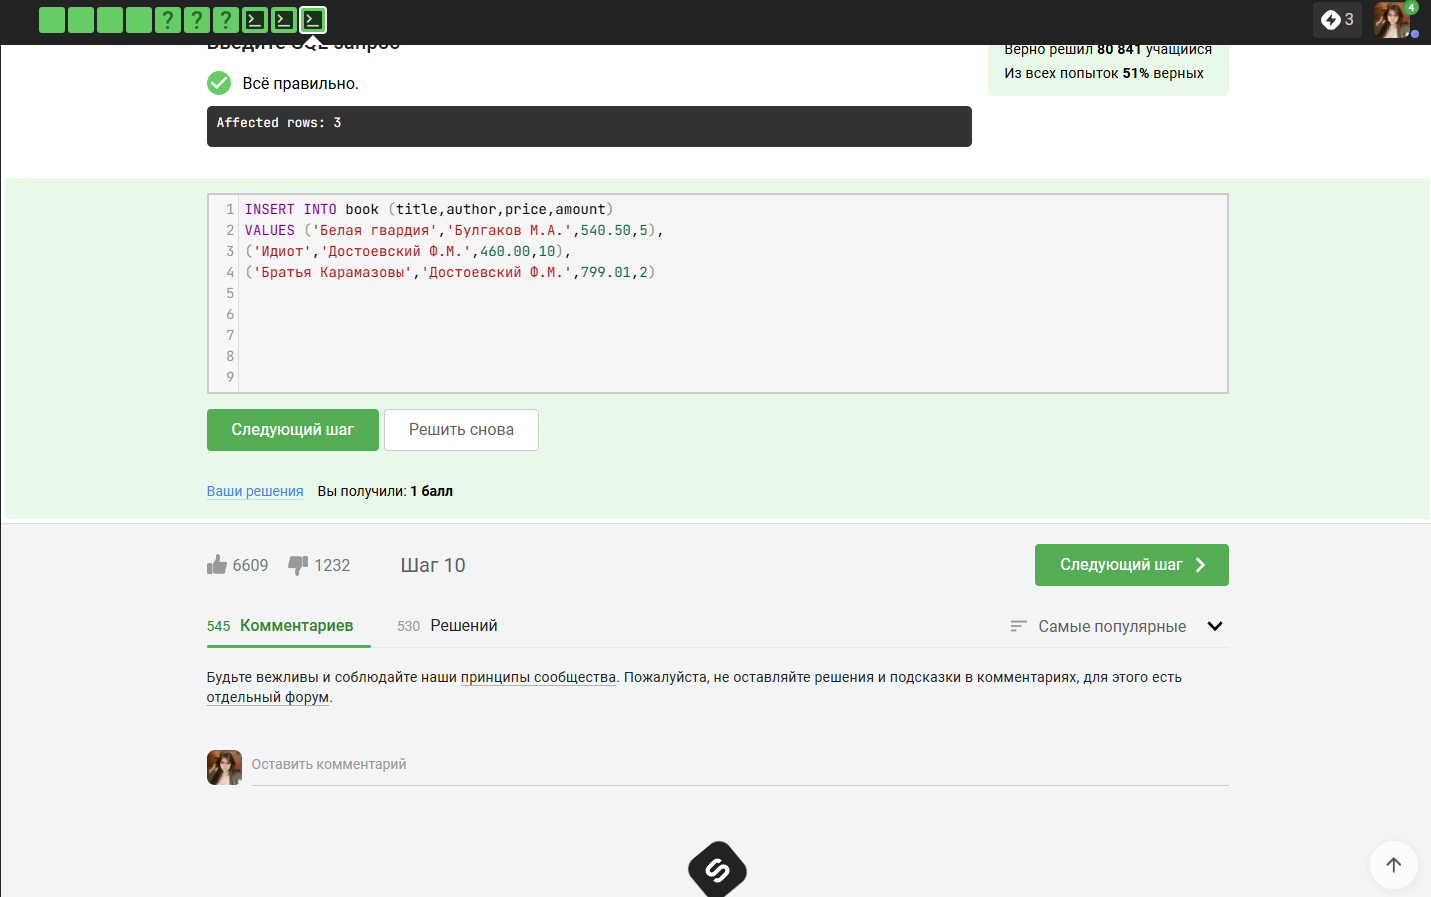 3
4
Введите SQL запрос
Верно решил 80 841 учащийся
Из всех попыток 51% верных
Всё правильно.
Affected rows: 3
1 INSERT INTO book (title,author,price,amount)
2 VALUES ('Белая гвардия','Булгаков М.А.',540.50,5),
3 ('Идиот','Достоевский Ф.М.',460.00,10),
4 ('Братья Карамазовы','Достоевский Ф.М.',799.01,2)
5
6
7
8
9
Следующий шаг
Решить снова
Ваши решения Вы получили: 1 балл
6609 1232 Шаг 10
Следующий шаг
545 Комментариев 530 Решений
Самые популярные
Будьте вежливы и соблюдайте наши принципы сообщества. Пожалуйста, не оставляйте решения и подсказки в комментариях, для этого есть
отдельный форум.
Оставить комментарий